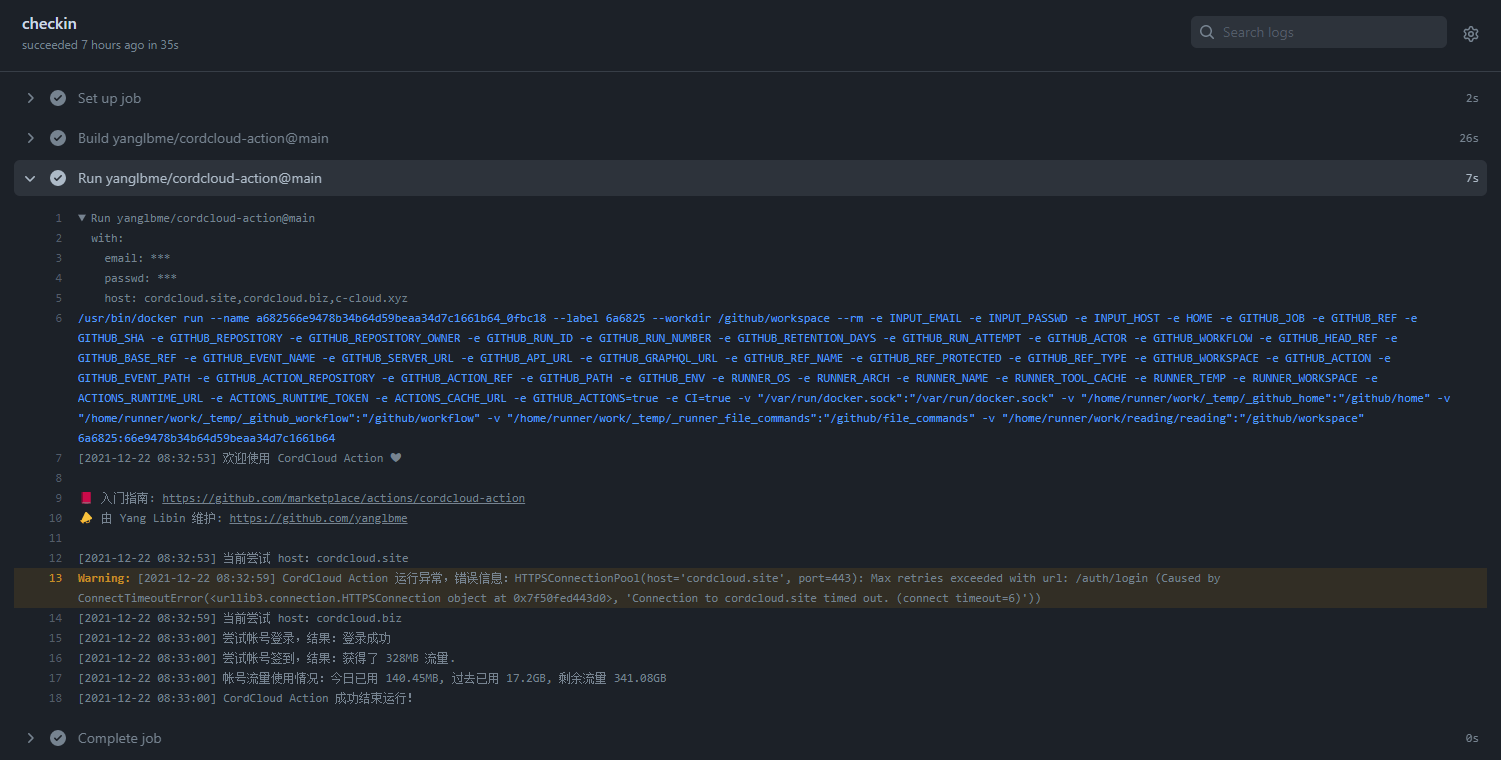 checkin
succeeded 7 hours ago in 35s
Search logs
Set up job 2s
Build yanglbme/cordcloud-action@main 26s
Run yanglbme/cordcloud-action@main 7s
1 ▼ Run yanglbme/cordcloud-action@main
2 with:
3 email: ***
4 passwd: ***
5 host: cordcloud.site,cordcloud.biz,c-cloud.xyz
6 /usr/bin/docker run --name a682566e9478b34b64d59beaa34d7c1661b64_0fbc18 --label 6a6825 --workdir /github/workspace --rm -e INPUT_EMAIL -e INPUT_PASSWD -e INPUT_HOST -e HOME -e GITHUB_JOB -e GITHUB_REF -e
GITHUB_SHA -e GITHUB_REPOSITORY -e GITHUB_REPOSITORY_OWNER -e GITHUB_RUN_ID -e GITHUB_RUN_NUMBER -e GITHUB_RETENTION_DAYS -e GITHUB_RUN_ATTEMPT -e GITHUB_ACTOR -e GITHUB_WORKFLOW -e GITHUB_HEAD_REF -e
GITHUB_BASE_REF -e GITHUB_EVENT_NAME -e GITHUB_SERVER_URL -e GITHUB_API_URL -e GITHUB_GRAPHQL_URL -e GITHUB_REF_NAME -e GITHUB_REF_PROTECTED -e GITHUB_REF_TYPE -e GITHUB_WORKSPACE -e GITHUB_ACTION -e
GITHUB_EVENT_PATH -e GITHUB_ACTION_REPOSITORY -e GITHUB_ACTION_REF -e GITHUB_PATH -e GITHUB_ENV -e RUNNER_OS -e RUNNER_ARCH -e RUNNER_NAME -e RUNNER_TOOL_CACHE -e RUNNER_TEMP -e RUNNER_WORKSPACE -e
ACTIONS_RUNTIME_URL -e ACTIONS_RUNTIME_TOKEN -e ACTIONS_CACHE_URL -e GITHUB_ACTIONS=true -e CI=true -v "/var/run/docker.sock":"/var/run/docker.sock" -v "/home/runner/work/_temp/_github_home":"/github/home" -v
"/home/runner/work/_temp/_github_workflow":"/github/workflow" -v "/home/runner/work/_temp/_runner_file_commands":"/github/file_commands" -v "/home/runner/work/reading/reading":"/github/workspace"
6a6825:66e9478b34b64d59beaa34d7c1661b64
7 [2021-12-22 08:32:53] 欢迎使用 CordCloud Action ❤
8
9 📕 入门指南: https://github.com/marketplace/actions/cordcloud-action
10 📣 由 Yang Libin 维护: https://github.com/yanglbme
11
12 [2021-12-22 08:32:53] 当前尝试 host: cordcloud.site
13 Warning: [2021-12-22 08:32:59] CordCloud Action 运行异常，错误信息: HTTPSConnectionPool(host='cordcloud.site', port=443): Max retries exceeded with url: /auth/login (Caused by
ConnectTimeoutError(<urllib3.connection.HTTPSConnection object at 0x7f50fed443d0>, 'Connection to cordcloud.site timed out. (connect timeout=6)'))
14 [2021-12-22 08:32:59] 当前尝试 host: cordcloud.biz
15 [2021-12-22 08:33:00] 尝试帐号登录，结果: 登录成功
16 [2021-12-22 08:33:00] 尝试帐号签到，结果: 获得了 328MB 流量.
17 [2021-12-22 08:33:00] 帐号流量使用情况: 今日已用 140.45MB, 过去已用 17.2GB, 剩余流量 341.08GB
18 [2021-12-22 08:33:00] CordCloud Action 成功结束运行!
Complete job 0s